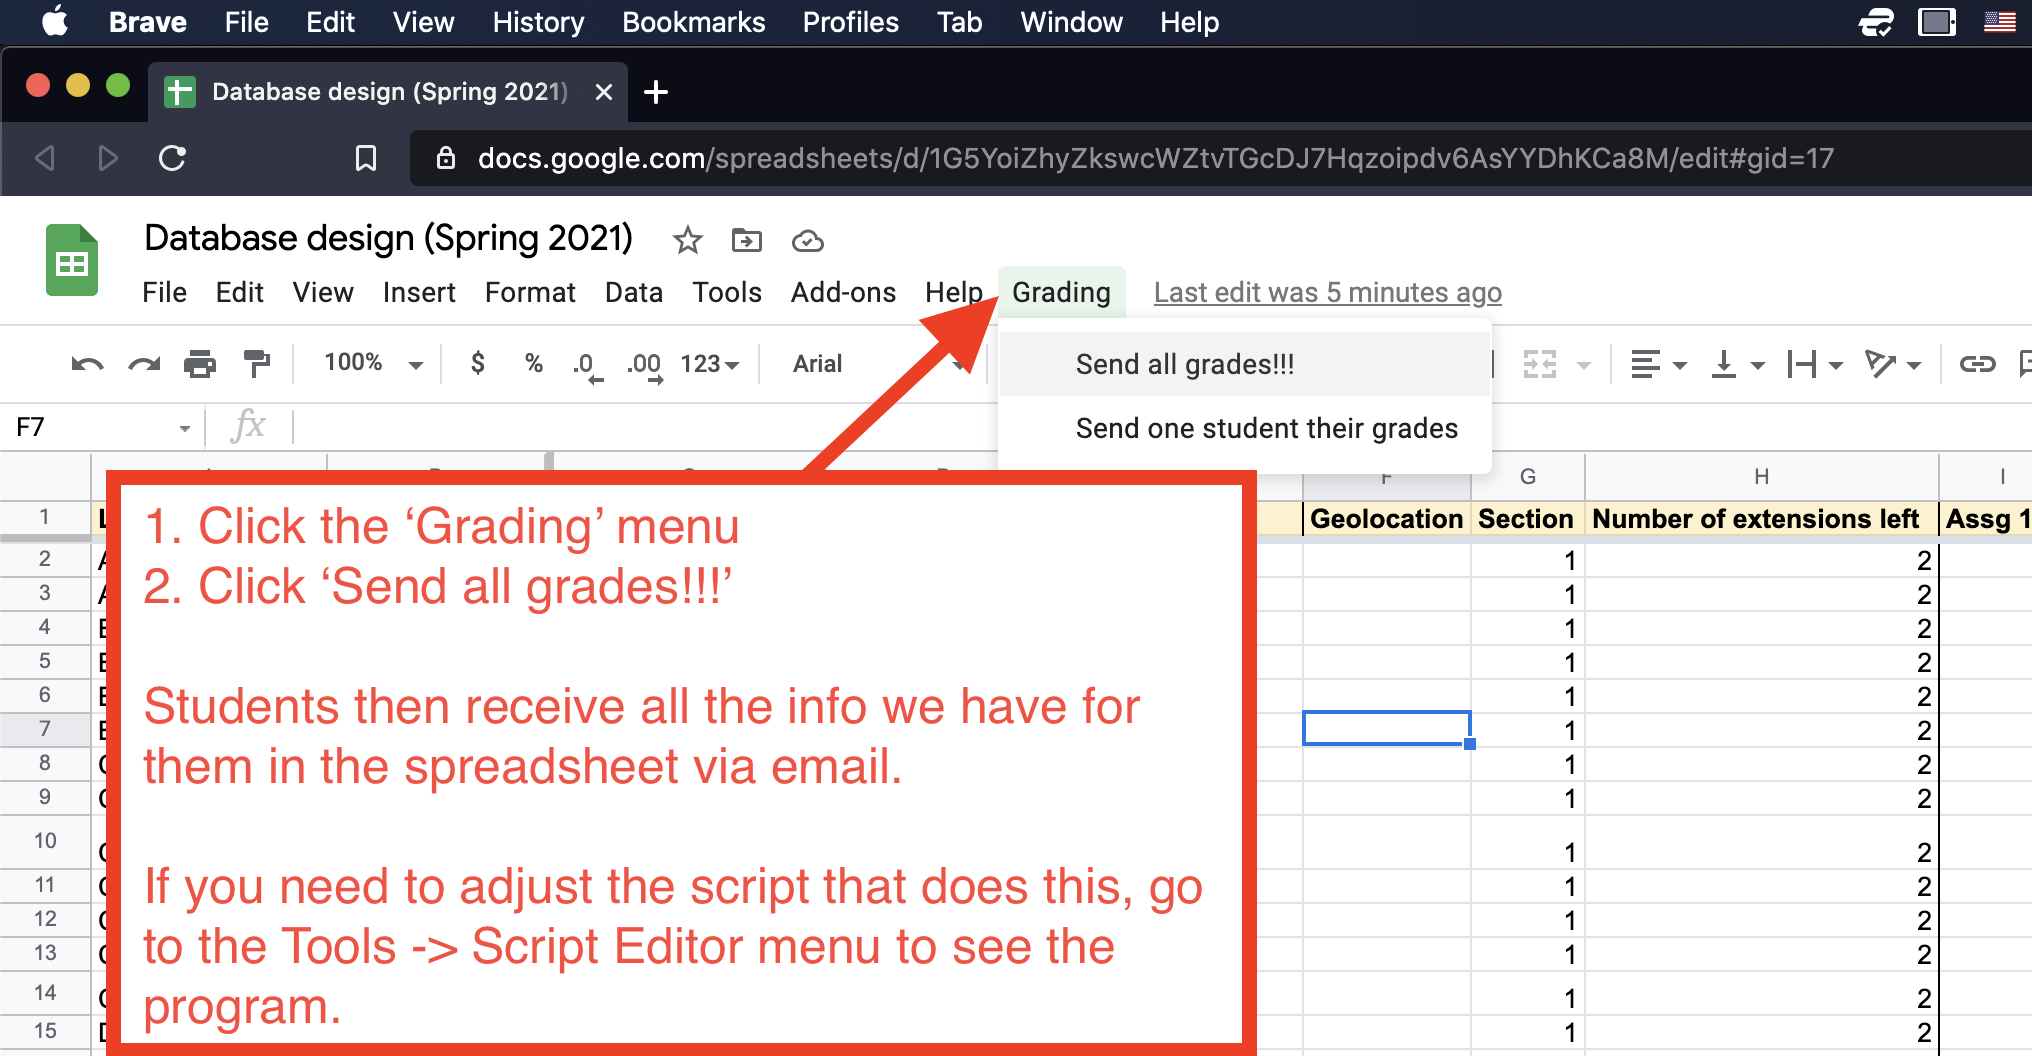 Brave File Edit View History Bookmarks Profiles Tab Window Help
Database design (Spring 2021)
docs.google.com/spreadsheets/d/1G5YoiZhyZkswcWZtvTGcDJ7Hqzoipdv6AsYYDhKCa8M/edit#gid=17
Database design (Spring 2021)
File Edit View Insert Format Data Tools Add-ons Help Grading Last edit was 5 minutes ago
100% $ % .0 .00 123 Arial
Send all grades!!!
Send one student their grades
F7 fx
F G H I
1 Geolocation Section Number of extensions left Assg 1
2 1 2
3 1 2
4 1 2
5 1 2
6 1 2
7 1 2
8 1 2
9 1 2
10 1 2
11 1 2
12 1 2
13 1 2
14 1 2
15 1 2
1. Click the ‘Grading’ menu
2. Click ‘Send all grades!!!’
Students then receive all the info we have for
them in the spreadsheet via email.
If you need to adjust the script that does this, go
to the Tools -> Script Editor menu to see the
program.